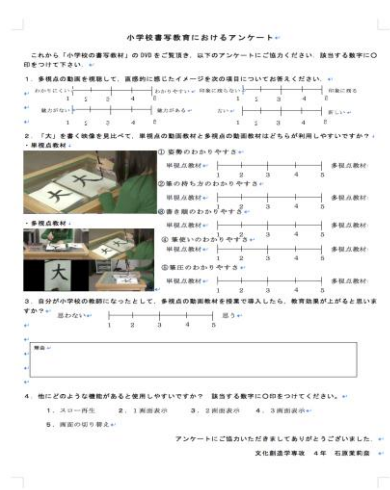 小学校書写教育におけるアンケート
これから「小学校の書写教材」の DVD をご覧頂き、以下のアンケートにご協力ください。該当する数字に○
印をつけて下さい。
1．多視点の動画を視聴して、直感的に感じたイメージを次の項目についてお答えください。
わかりにくい わかりやすい 印象に残らない 印象に残る
1 2 3 4 5 1 2 3 4 5
魅力がない 魅力がある 古い 新しい
1 2 3 4 5 1 2 3 4 5
2．「大」を書く映像を見比べて、単視点の動画教材と多視点の動画教材はどちらが利用しやすいですか？
・単視点教材
① 姿勢のわかりやすさ
単視点教材 多視点教材
1 2 3 4 5
②筆の持ち方のわかりやすさ
単視点教材 多視点教材
1 2 3 4 5
③書き順のわかりやすさ
・多視点教材
単視点教材 多視点教材
1 2 3 4 5
④ 筆使いのわかりやすさ
単視点教材 多視点教材
1 2 3 4 5
⑤筆圧のわかりやすさ
単視点教材 多視点教材
1 2 3 4 5
3．自分が小学校の教師になったとして、多視点の動画教材を授業で導入したら、教育効果が上がると思いま
すか？
思わない 思う
1 2 3 4 5
理由
4．他にどのような機能があると使用しやすいですか？ 該当する数字に○印をつけてください。
1．スロー再生 2．1画面表示 3．2画面表示 4．3画面表示
5．画面の切り替え
アンケートにご協力いただきましてありがとうございました。
文化創造学専攻 4年 石原茉莉奈